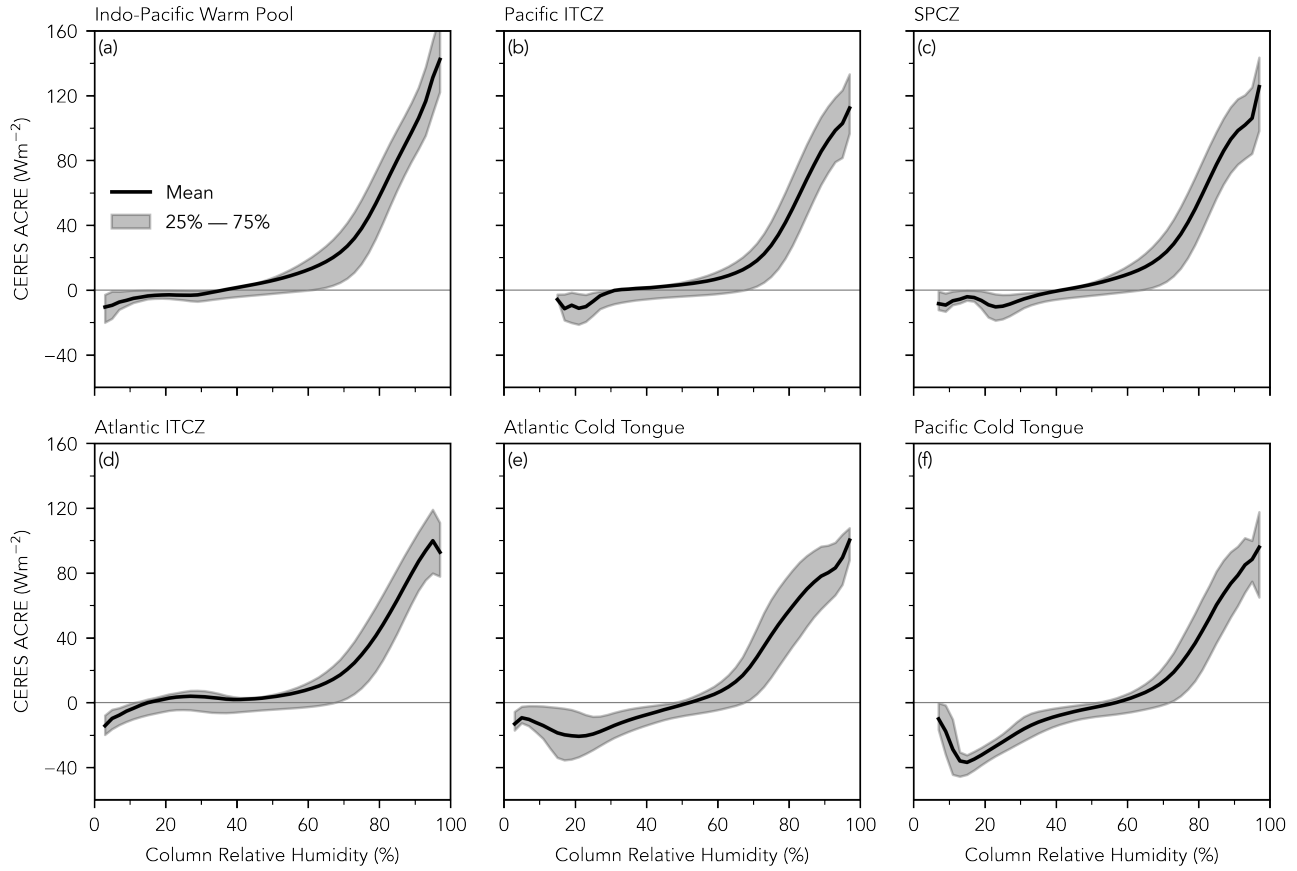 Indo-Pacific Warm Pool
Pacific ITCZ
SPCZ
(a)
(b)
(c)
160
120
80
40
0
−40
CERES ACRE (Wm−2)
Mean
25% — 75%
Atlantic ITCZ
Atlantic Cold Tongue
Pacific Cold Tongue
(d)
(e)
(f)
160
120
80
40
0
−40
CERES ACRE (Wm−2)
0 20 40 60 80 100
0 20 40 60 80 100
0 20 40 60 80 100
Column Relative Humidity (%)
Column Relative Humidity (%)
Column Relative Humidity (%)